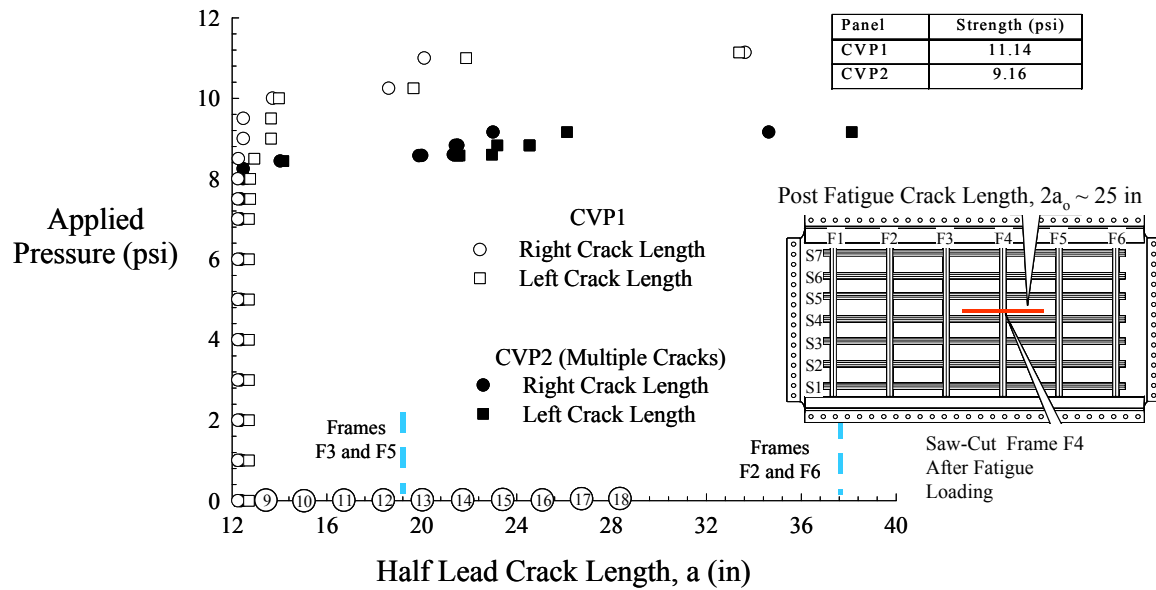 12
10
8
6
4
2
0
Applied
Pressure (psi)
Panel Strength (psi)
CVP1 11.14
CVP2 9.16
CVP1
Right Crack Length
Left Crack Length
CVP2 (Multiple Cracks)
Right Crack Length
Left Crack Length
Frames
F3 and F5
Frames
F2 and F6
Post Fatigue Crack Length, 2ao ~ 25 in
F1 F2 F3 F4 F5 F6
S7
S6
S5
S4
S3
S2
S1
Saw-Cut Frame F4
After Fatigue
Loading
9 10 11 12 13 14 15 16 17 18
12 16 20 24 28 32 36 40
Half Lead Crack Length, a (in)